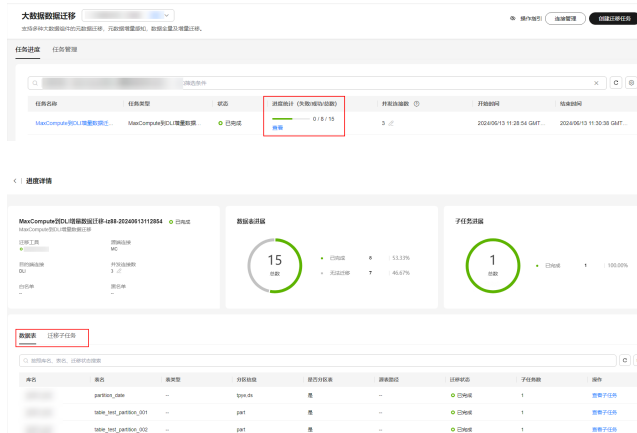 大数据数据迁移
操作指引 连接管理 创建迁移任务
支持多种大数据组件的元数据迁移、元数据增量感知、数据全量及增量迁移。
任务进度 任务管理
任务名称 任务类型 状态 进度统计 (失败/成功/总数) 并发连接数 开始时间 结束时间
MaxCompute到DLI增量数据迁... MaxCompute到DLI增量数据... 已完成 0 / 8 / 15 3 2024/06/13 11:28:54 GMT... 2024/06/13 11:30:38 GMT...
查看
进度详情
MaxCompute到DLI增量数据迁移-iz88-20240613112854 已完成 数据表进展 子任务进展
MaxCompute到DLI增量数据迁移
迁移工具 源端连接
MC
目的端连接 并发连接数
DLI 3
白名单 黑名单
-- --
15 总数
已完成 8 53.33%
无法迁移 7 46.67%
1 总数
已完成 1 100.00%
数据表 迁移子任务
按照库名、表名、迁移状态搜索
库名 表名 表类型 分区信息 是否分区表 源表路径 迁移状态 子任务数 操作
partition_date -- tpye,ds 是 -- 已完成 1 查看子任务
table_test_partition_001 -- part 是 -- 已完成 1 查看子任务
table_test_partition_002 -- part 是 -- 已完成 1 查看子任务